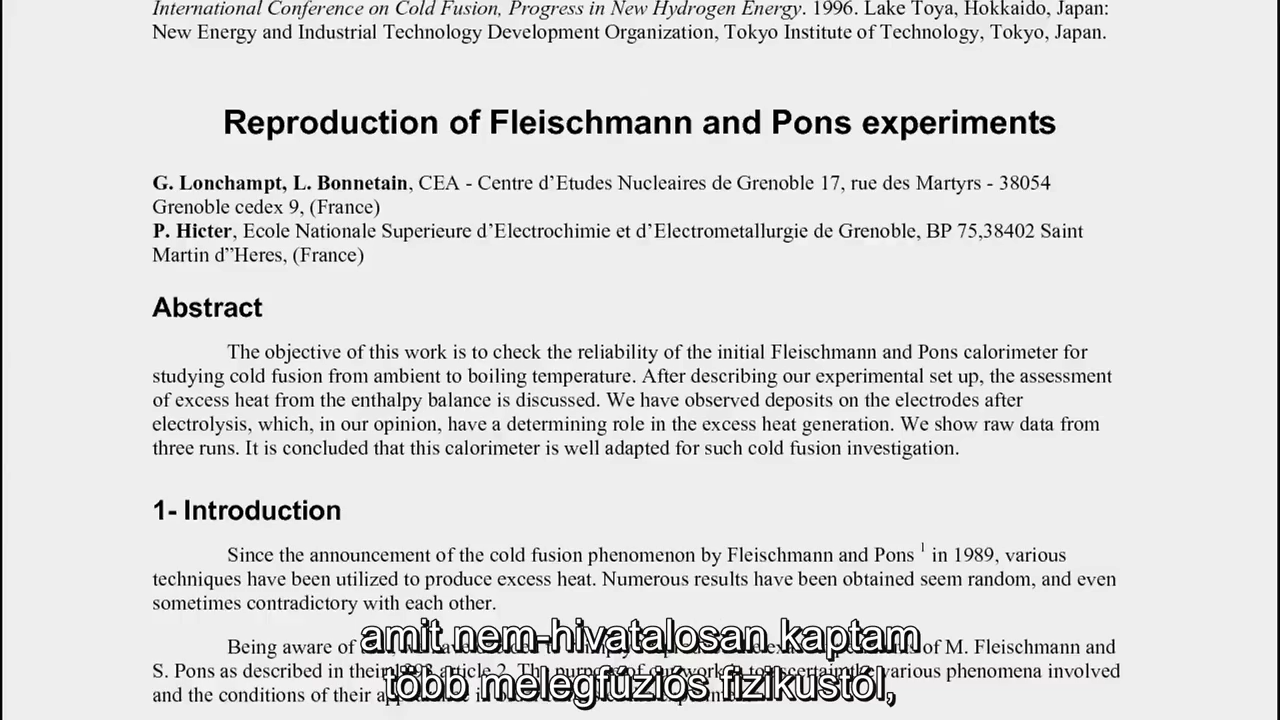 International Conference on Cold Fusion, Progress in New Hydrogen Energy. 1996. Lake Toya, Hokkaido, Japan:
New Energy and Industrial Technology Development Organization, Tokyo Institute of Technology, Tokyo, Japan.
Reproduction of Fleischmann and Pons experiments
G. Lonchampt, L. Bonnetain, CEA - Centre d’Etudes Nucleaires de Grenoble 17, rue des Martyrs - 38054
Grenoble cedex 9, (France)
P. Hicter, Ecole Nationale Superieure d’Electrochimie et d’Electrometallurgie de Grenoble, BP 75,38402 Saint
Martin d”Heres, (France)
Abstract
The objective of this work is to check the reliability of the initial Fleischmann and Pons calorimeter for
studying cold fusion from ambient to boiling temperature. After describing our experimental set up, the assessment
of excess heat from the enthalpy balance is discussed. We have observed deposits on the electrodes after
electrolysis, which, in our opinion, have a determining role in the excess heat generation. We show raw data from
three runs. It is concluded that this calorimeter is well adapted for such cold fusion investigation.
1- Introduction
Since the announcement of the cold fusion phenomenon by Fleischmann and Pons 1 in 1989, various
techniques have been utilized to produce excess heat. Numerous results have been obtained seem random, and even
sometimes contradictory with each other.
Being aware of of M. Fleischmann and
S. Pons as described in their article 2. The purpose of our work is to ascertain the various phenomena involved
and the conditions of their
amit nem-hivatalosan kaptam
több melegfúziós fizikustól,